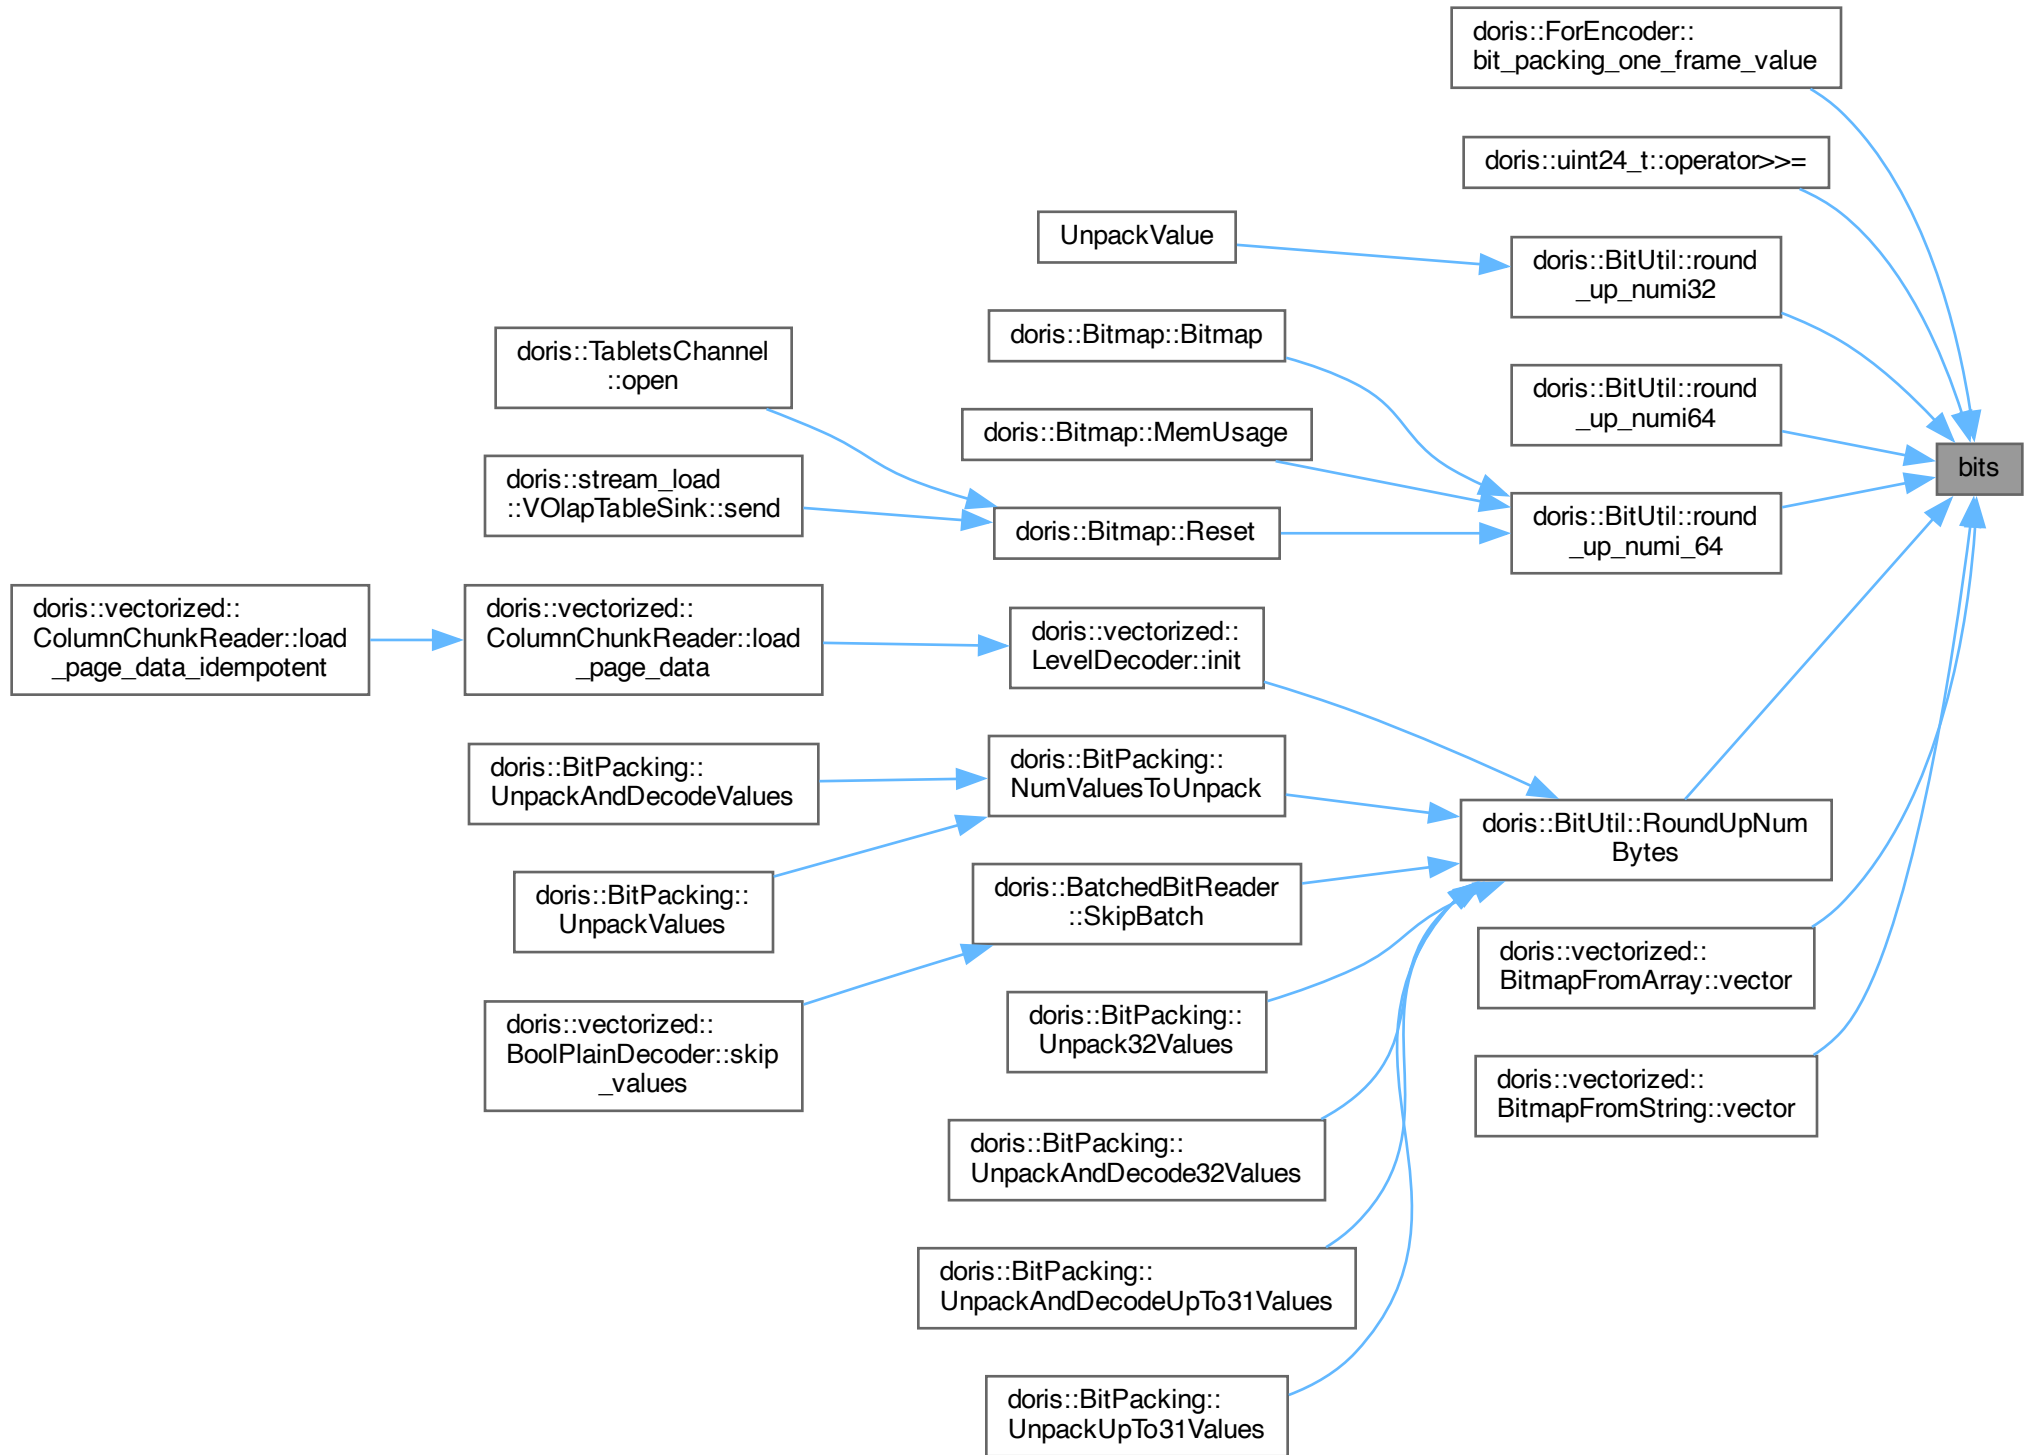 doris::ForEncoder::
bit_packing_one_frame_value
doris::uint24_t::operator>>=
UnpackValue
doris::BitUtil::round
_up_numi32
doris::Bitmap::Bitmap
doris::TabletsChannel
::open
doris::BitUtil::round
_up_numi64
doris::Bitmap::MemUsage
bits
doris::stream_load
::VOlapTableSink::send
doris::Bitmap::Reset
doris::BitUtil::round
_up_numi_64
doris::vectorized::
ColumnChunkReader::load
_page_data_idempotent
doris::vectorized::
ColumnChunkReader::load
_page_data
doris::vectorized::
LevelDecoder::init
doris::BitPacking::
UnpackAndDecodeValues
doris::BitPacking::
NumValuesToUnpack
doris::BitUtil::RoundUpNum
Bytes
doris::BitPacking::
UnpackValues
doris::BatchedBitReader
::SkipBatch
doris::vectorized::
BitmapFromArray::vector
doris::vectorized::
BoolPlainDecoder::skip
_values
doris::BitPacking::
Unpack32Values
doris::vectorized::
BitmapFromString::vector
doris::BitPacking::
UnpackAndDecode32Values
doris::BitPacking::
UnpackAndDecodeUpTo31Values
doris::BitPacking::
UnpackUpTo31Values